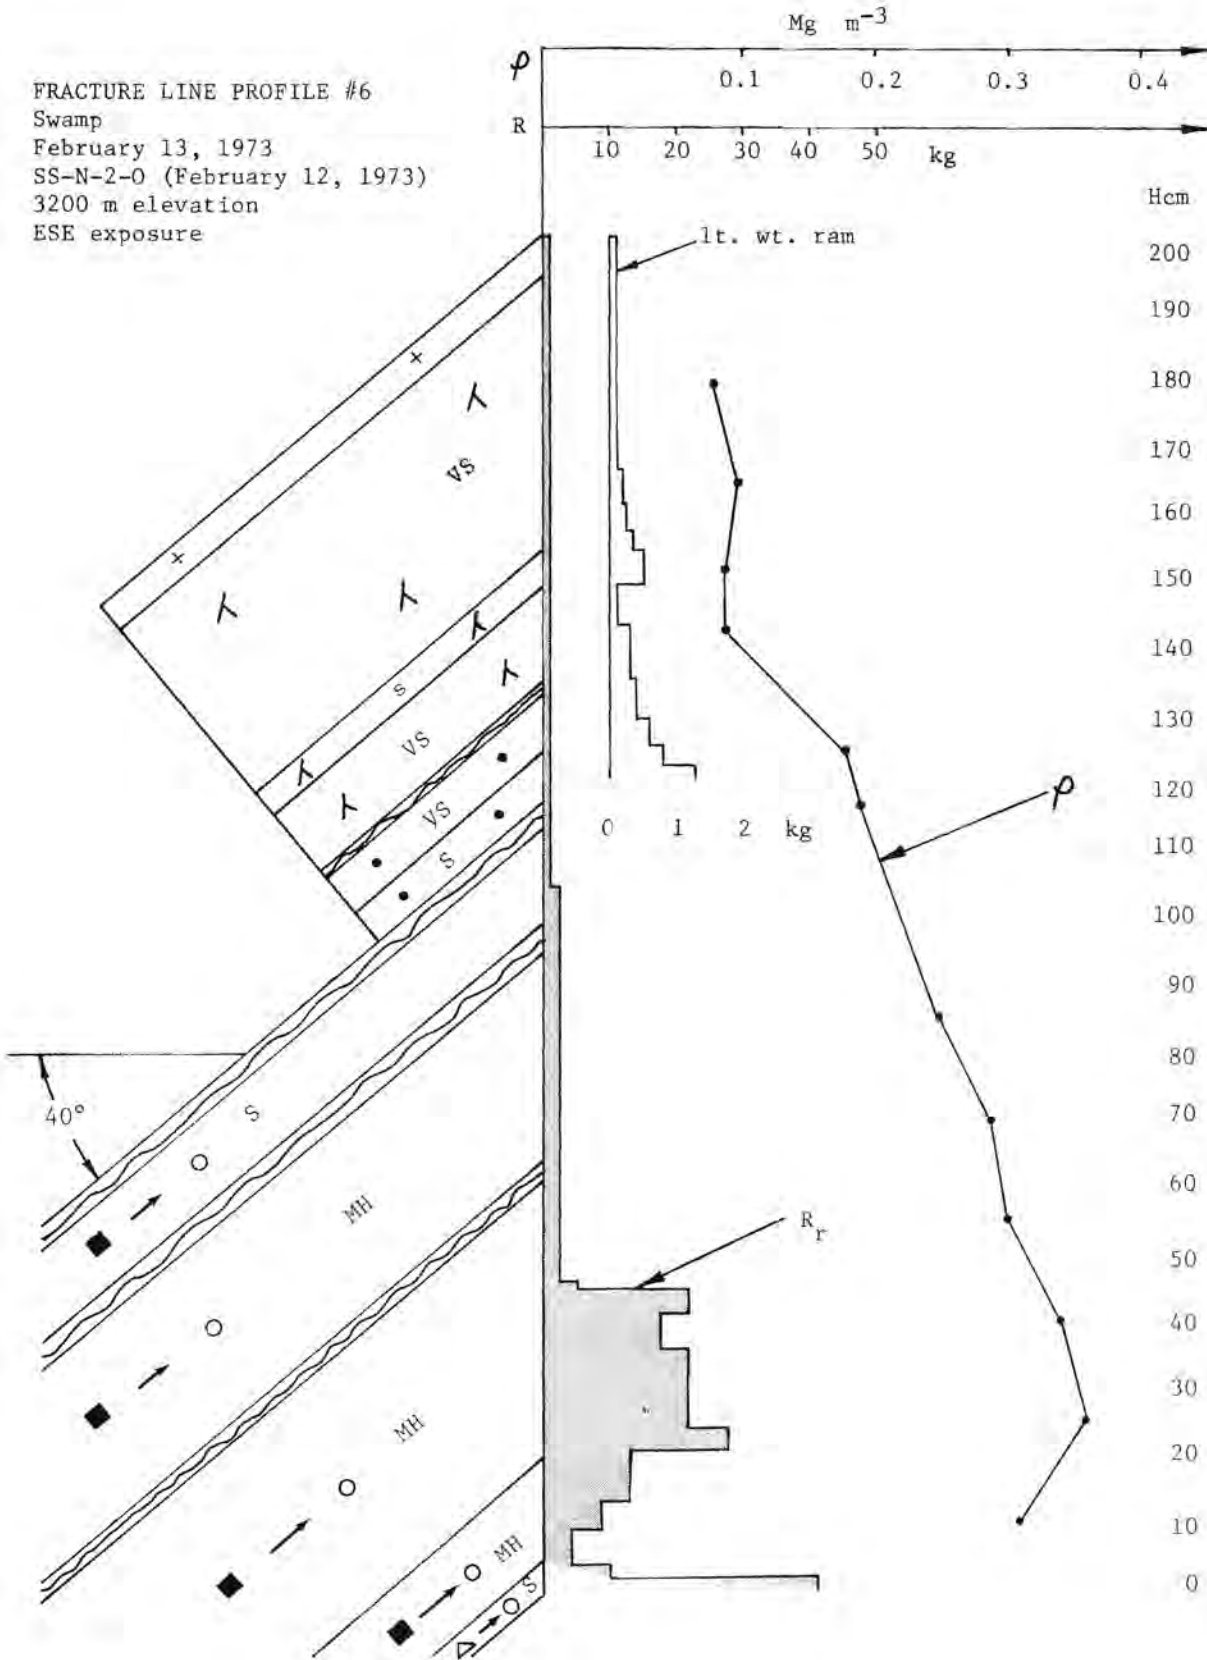 Mg m⁻³
ρ
0.1 0.2 0.3 0.4
FRACTURE LINE PROFILE #6
Swamp
February 13, 1973
SS-N-2-O (February 12, 1973)
3200 m elevation
ESE exposure
R
10 20 30 40 50 kg
Hcm
lt. wt. ram
200
190
180
170
160
150
140
130
120
110
100
90
80
70
60
50
40
30
20
10
0
VS
s
VS
VS
S
0 1 2 kg
ρ
40°
S
MH
R_r
MH
MH
S